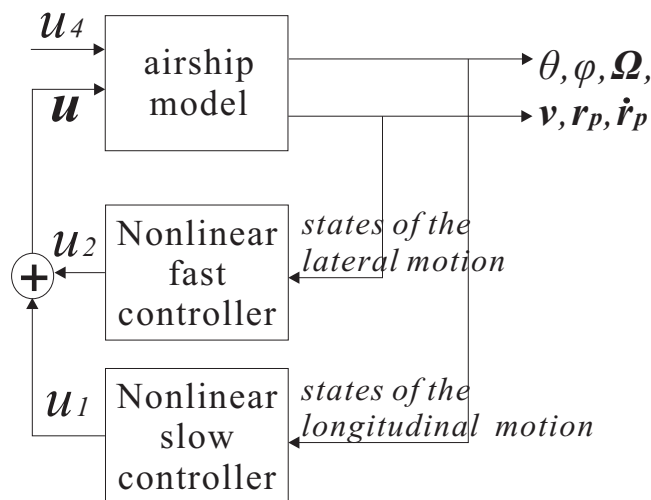 u4
airship
model
θ, φ, Ω,
v, rp, ṙp
u
u2
Nonlinear
fast
controller
states of the
lateral motion
+
u1
Nonlinear
slow
controller
states of the
longitudinal motion